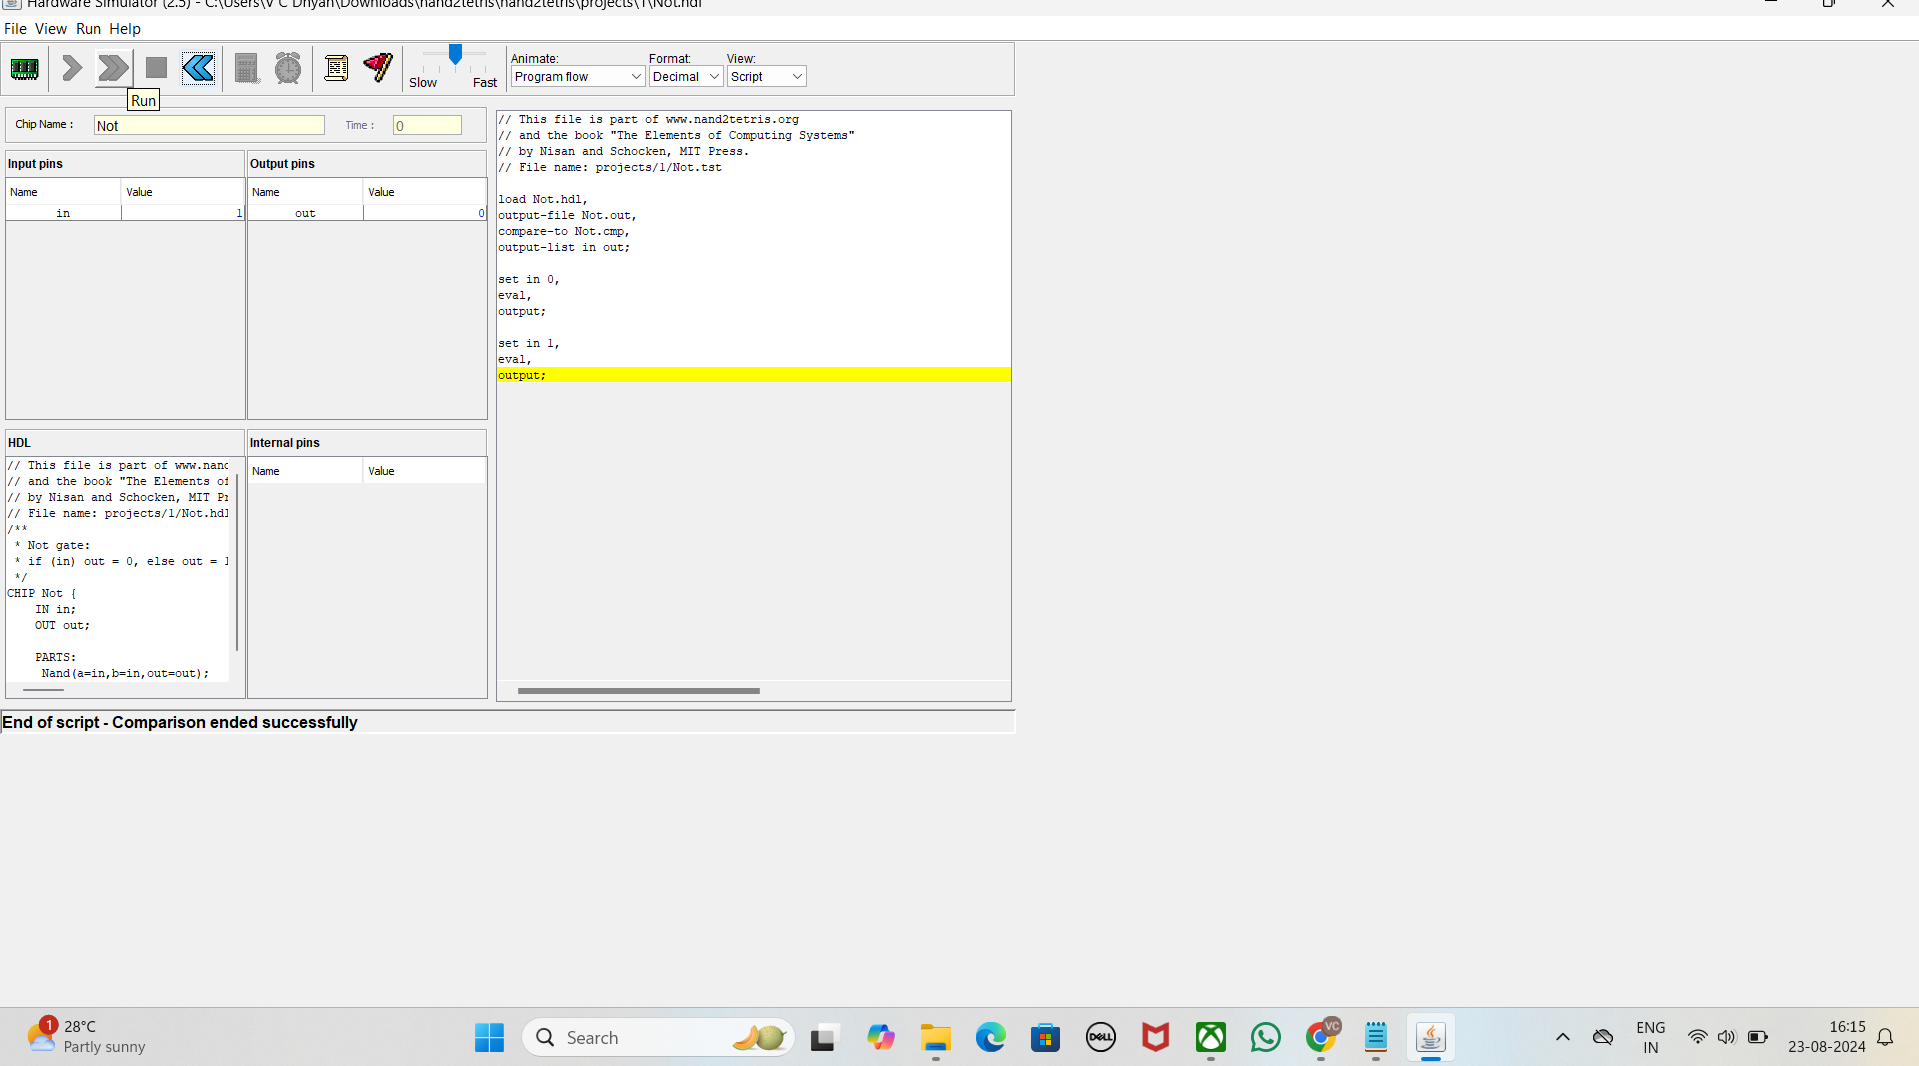 Hardware Simulator (2.5) - C:\Users\V C Dhyan\Downloads\nand2tetris\nand2tetris\projects\1\Not.hdl
File View Run Help
Slow Fast
Animate:
Program flow
Format:
Decimal
View:
Script
Run
Chip Name : Not Time : 0
Input pins
Name Value
in 1
Output pins
Name Value
out 0
HDL
// This file is part of www.nand
// and the book "The Elements of
// by Nisan and Schocken, MIT Pr
// File name: projects/1/Not.hdl
/**
* Not gate:
* if (in) out = 0, else out = 1
*/
CHIP Not {
IN in;
OUT out;
PARTS:
Nand(a=in,b=in,out=out);
Internal pins
Name Value
// This file is part of www.nand2tetris.org
// and the book "The Elements of Computing Systems"
// by Nisan and Schocken, MIT Press.
// File name: projects/1/Not.tst
load Not.hdl,
output-file Not.out,
compare-to Not.cmp,
output-list in out;
set in 0,
eval,
output;
set in 1,
eval,
output;
End of script - Comparison ended successfully
1
28°C
Partly sunny
Search
DELL
VC
ENG
IN
16:15
23-08-2024